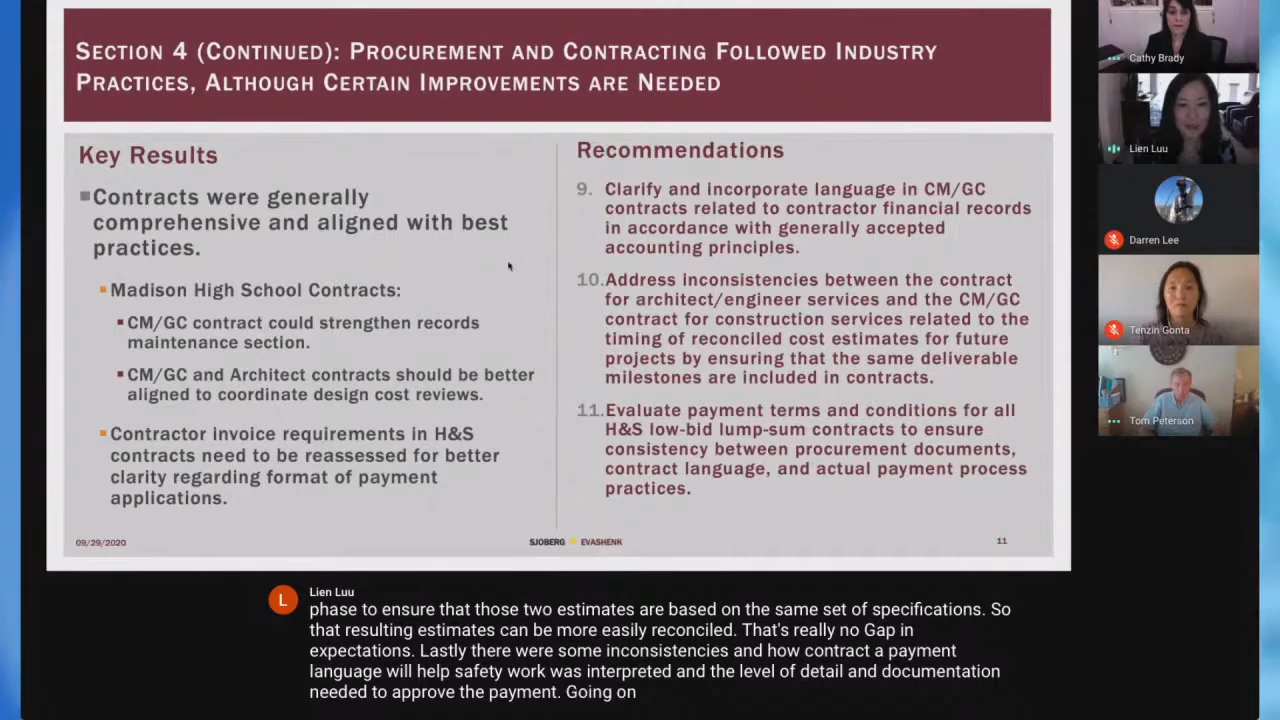 SECTION 4 (CONTINUED): PROCUREMENT AND CONTRACTING FOLLOWED INDUSTRY
PRACTICES, ALTHOUGH CERTAIN IMPROVEMENTS ARE NEEDED
Key Results
Contracts were generally
comprehensive and aligned with best
practices.
Madison High School Contracts:
CM/GC contract could strengthen records
maintenance section.
CM/GC and Architect contracts should be better
aligned to coordinate design cost reviews.
Contractor invoice requirements in H&S
contracts need to be reassessed for better
clarity regarding format of payment
applications.
Recommendations
9. Clarify and incorporate language in CM/GC
contracts related to contractor financial records
in accordance with generally accepted
accounting principles.
10. Address inconsistencies between the contract
for architect/engineer services and the CM/GC
contract for construction services related to the
timing of reconciled cost estimates for future
projects by ensuring that the same deliverable
milestones are included in contracts.
11. Evaluate payment terms and conditions for all
H&S low-bid lump-sum contracts to ensure
consistency between procurement documents,
contract language, and actual payment process
practices.
09/29/2020
SJOBERG EVASHENK
11
Cathy Brady
Lien Luu
Darren Lee
Tenzin Gonta
Tom Peterson
L
Lien Luu
phase to ensure that those two estimates are based on the same set of specifications. So
that resulting estimates can be more easily reconciled. That's really no Gap in
expectations. Lastly there were some inconsistencies and how contract a payment
language will help safety work was interpreted and the level of detail and documentation
needed to approve the payment. Going on